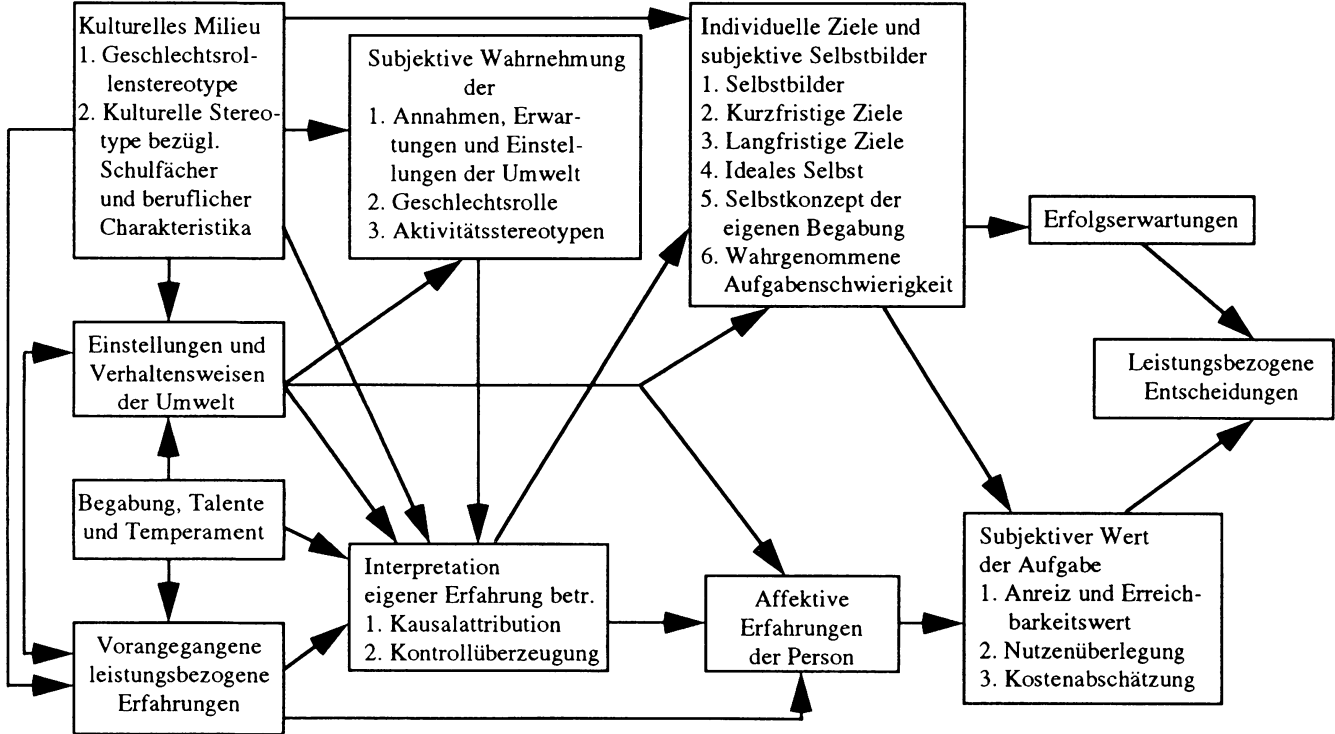 Kulturelles Milieu
1. Geschlechtsrol-
lenstereotype
2. Kulturelle Stereo-
type bezügl.
Schulfächer
und beruflicher
Charakteristika
Subjektive Wahrnehmung
der
1. Annahmen, Erwar-
tungen und Einstel-
lungen der Umwelt
2. Geschlechtsrolle
3. Aktivitätsstereotypen
Individuelle Ziele und
subjektive Selbstbilder
1. Selbstbilder
2. Kurzfristige Ziele
3. Langfristige Ziele
4. Ideales Selbst
5. Selbstkonzept der
eigenen Begabung
6. Wahrgenommene
Aufgabenschwierigkeit
Erfolgserwartungen
Einstellungen und
Verhaltensweisen
der Umwelt
Leistungsbezogene
Entscheidungen
Begabung, Talente
und Temperament
Interpretation
eigener Erfahrung betr.
1. Kausalattribution
2. Kontrollüberzeugung
Affektive
Erfahrungen
der Person
Subjektiver Wert
der Aufgabe
1. Anreiz und Erreich-
barkeitswert
2. Nutzenüberlegung
3. Kostenabschätzung
Vorangegangene
leistungsbezogene
Erfahrungen